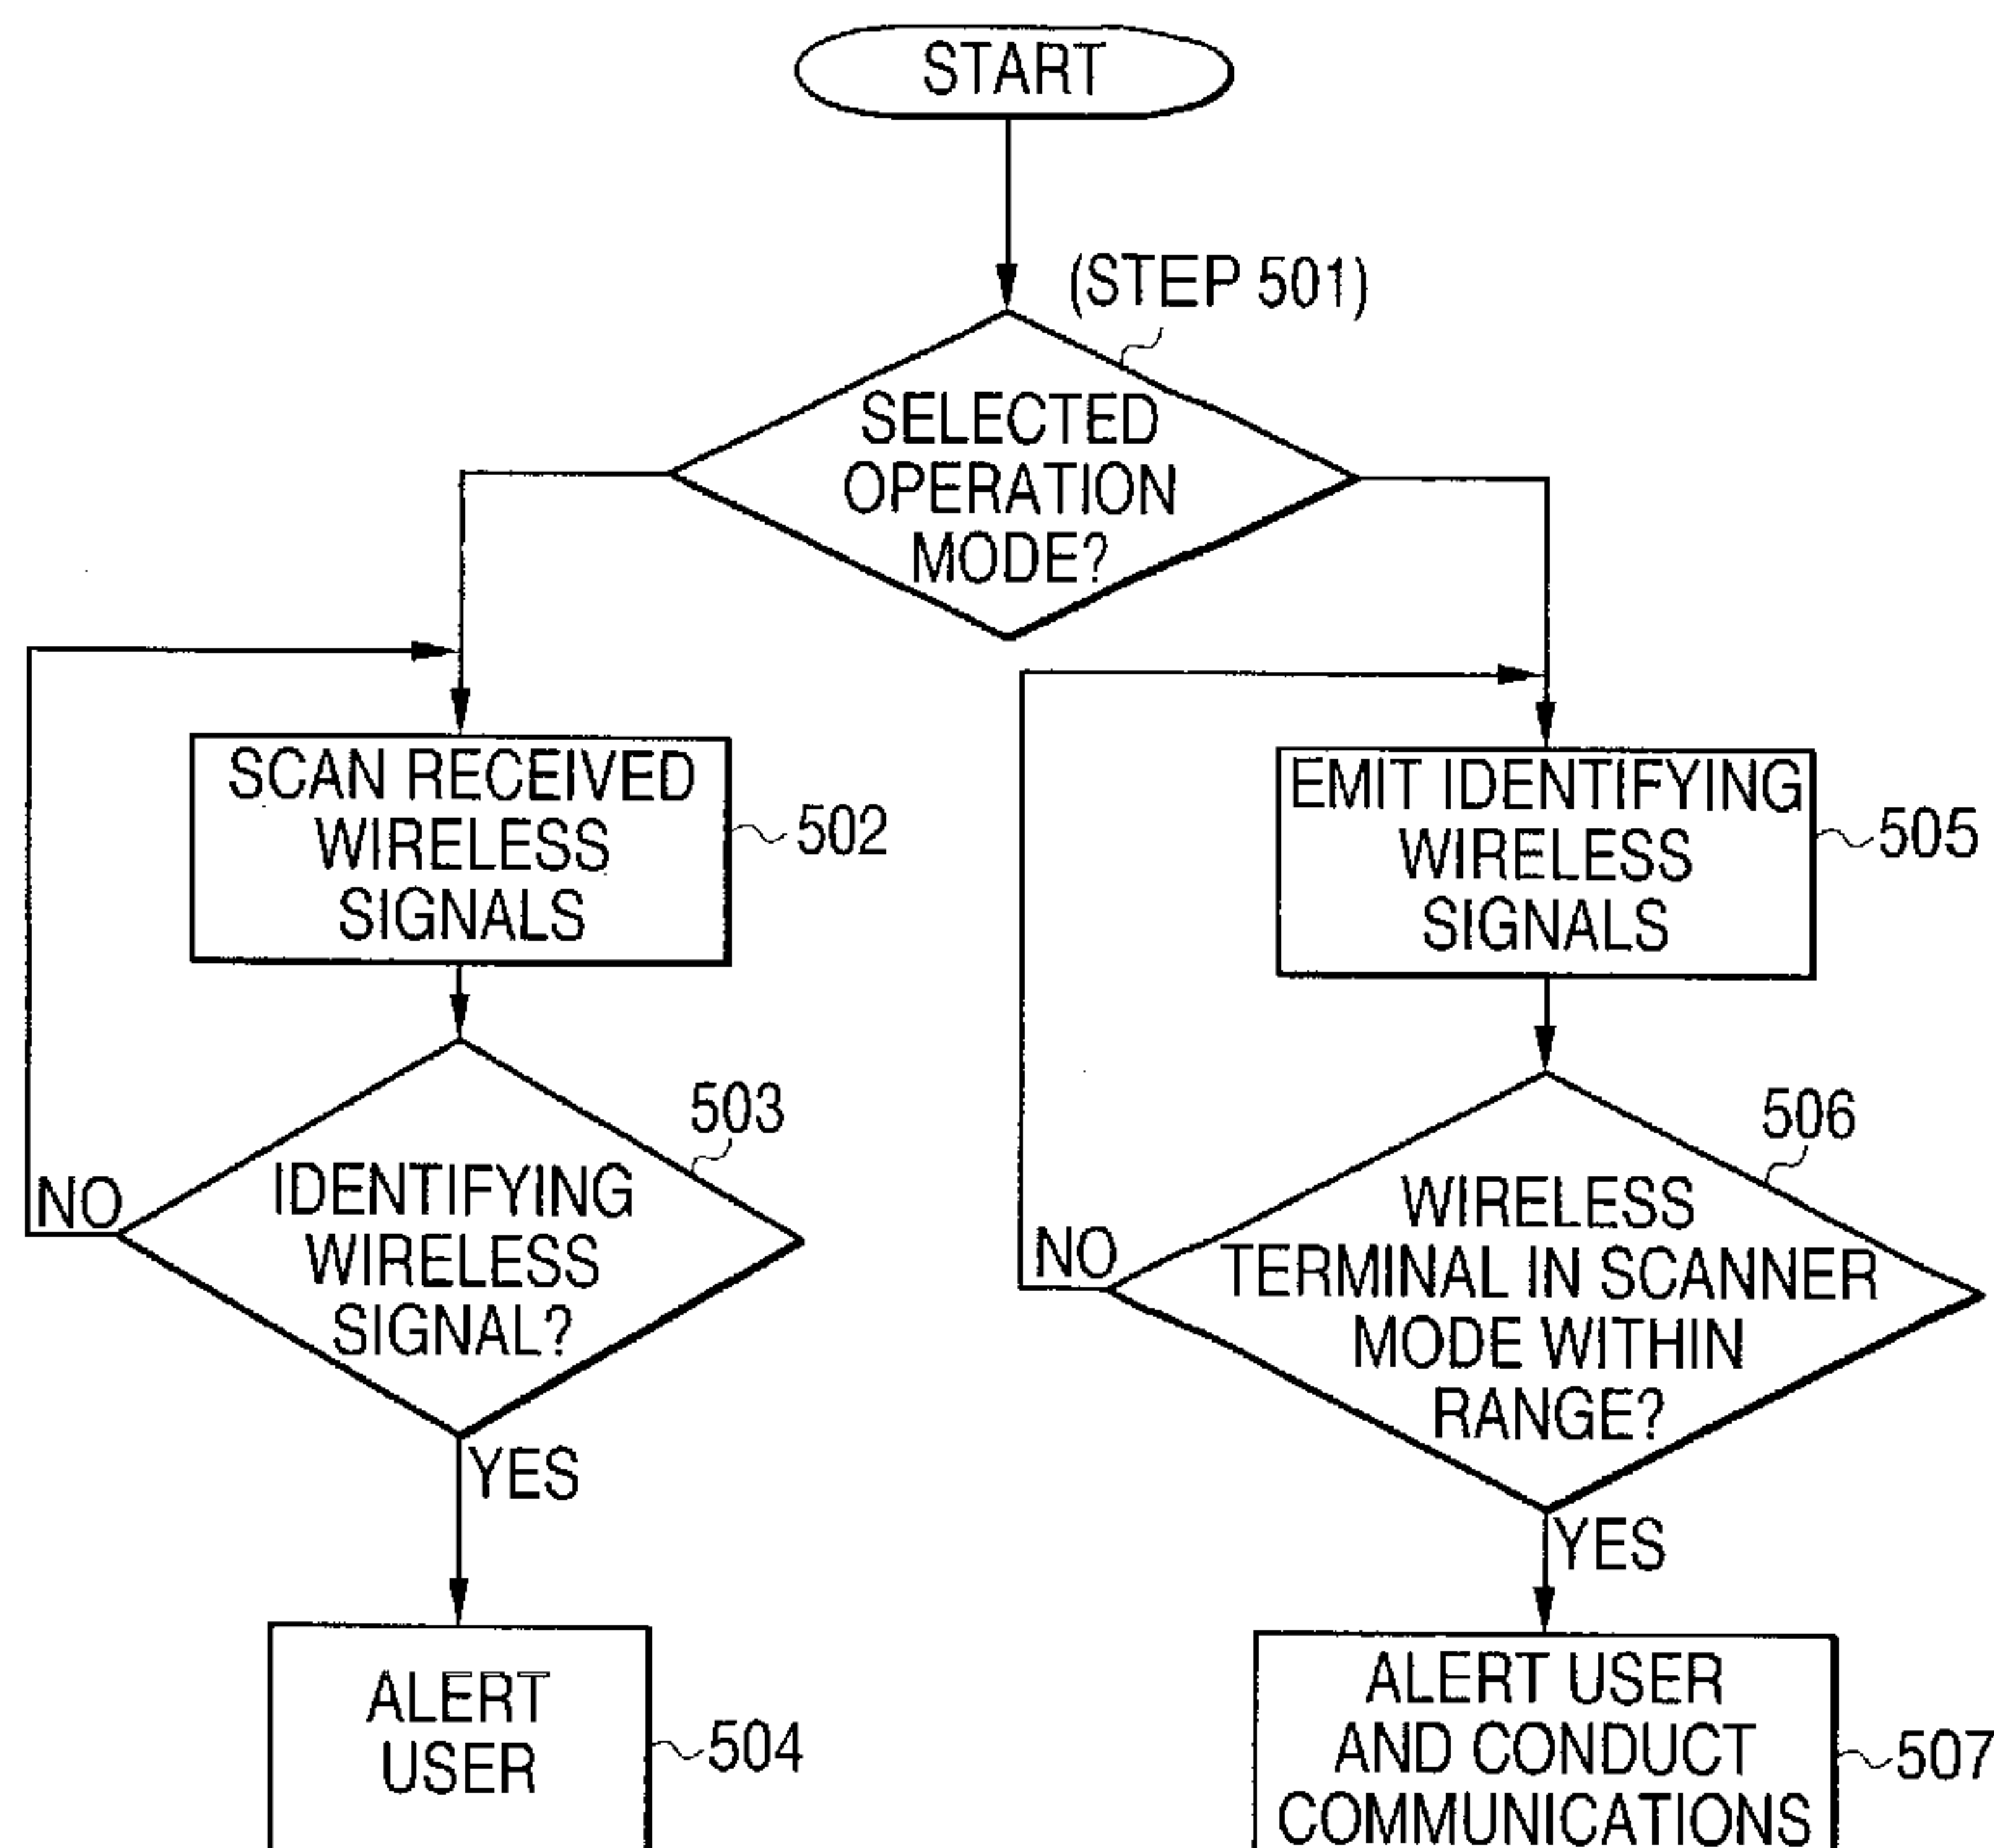 START
(STEP 501)
SELECTED
OPERATION
MODE?
SCAN RECEIVED
WIRELESS
SIGNALS
502
503
IDENTIFYING
WIRELESS
SIGNAL?
NO
YES
ALERT
USER
504
EMIT IDENTIFYING
WIRELESS
SIGNALS
505
506
WIRELESS
TERMINAL IN SCANNER
MODE WITHIN
RANGE?
NO
YES
ALERT USER
AND CONDUCT
COMMUNICATIONS
507